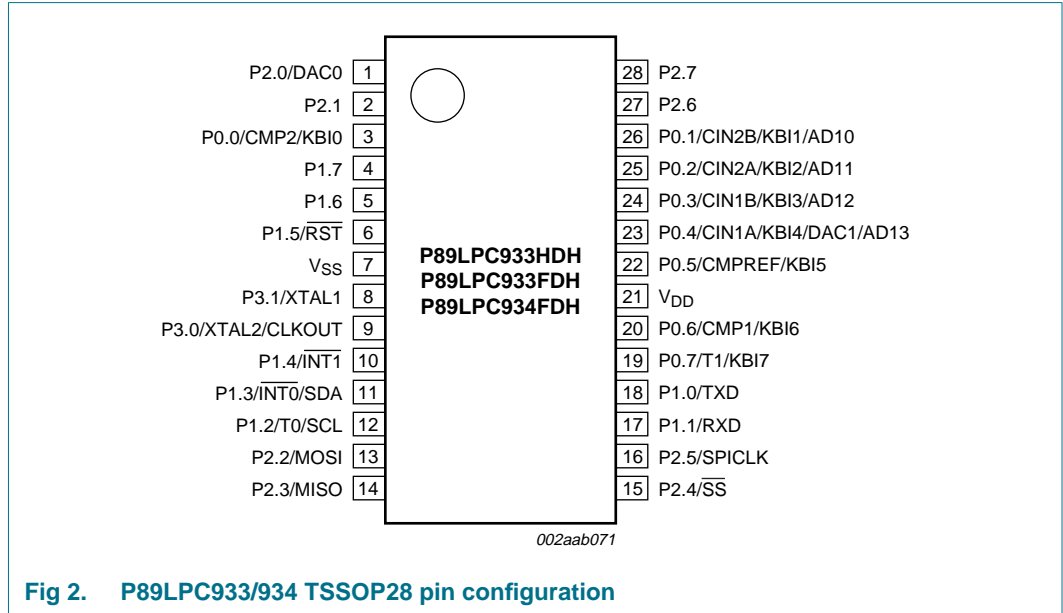 P2.0/DAC0 1
P2.1 2
P0.0/CMP2/KBI0 3
P1.7 4
P1.6 5
P1.5/R̅S̅T̅ 6
VSS 7
P3.1/XTAL1 8
P3.0/XTAL2/CLKOUT 9
P1.4/I̅N̅T̅1̅ 10
P1.3/I̅N̅T̅0̅/SDA 11
P1.2/T0/SCL 12
P2.2/MOSI 13
P2.3/MISO 14
P89LPC933HDH
P89LPC933FDH
P89LPC934FDH
28 P2.7
27 P2.6
26 P0.1/CIN2B/KBI1/AD10
25 P0.2/CIN2A/KBI2/AD11
24 P0.3/CIN1B/KBI3/AD12
23 P0.4/CIN1A/KBI4/DAC1/AD13
22 P0.5/CMPREF/KBI5
21 VDD
20 P0.6/CMP1/KBI6
19 P0.7/T1/KBI7
18 P1.0/TXD
17 P1.1/RXD
16 P2.5/SPICLK
15 P2.4/S̅S̅
002aab071
Fig 2. P89LPC933/934 TSSOP28 pin configuration